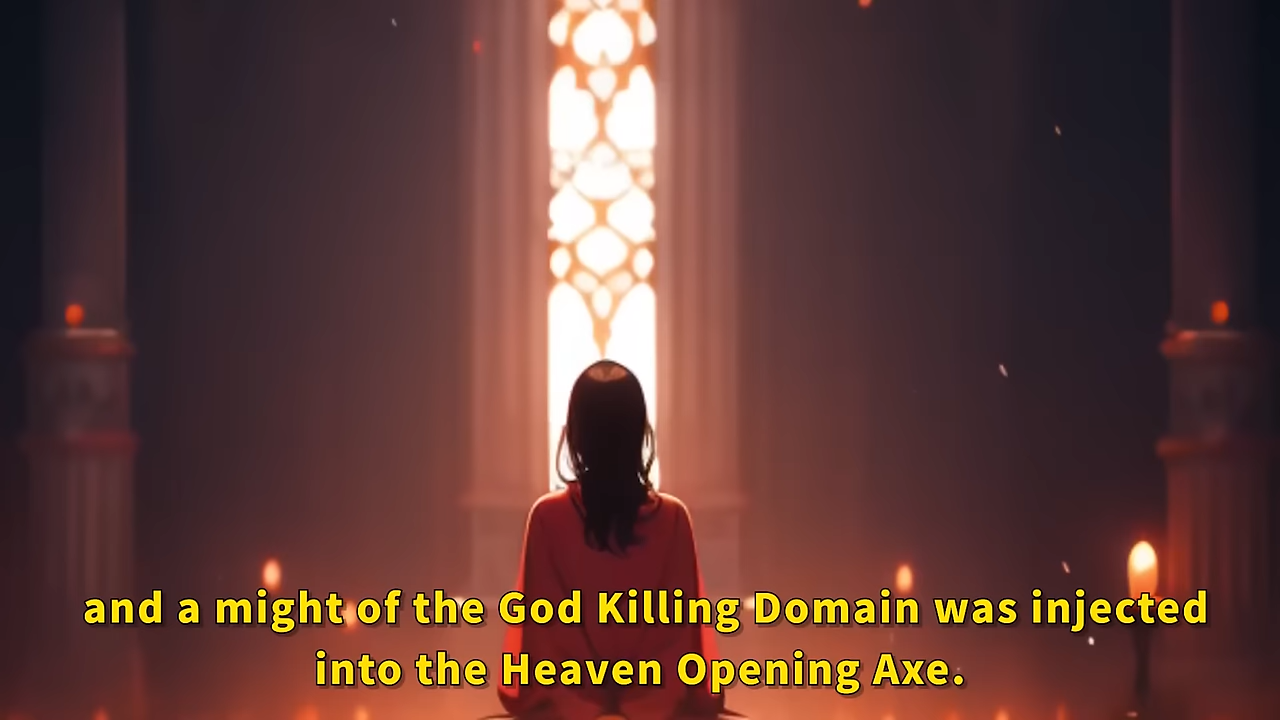 and a might of the God Killing Domain was injected
into the Heaven Opening Axe.